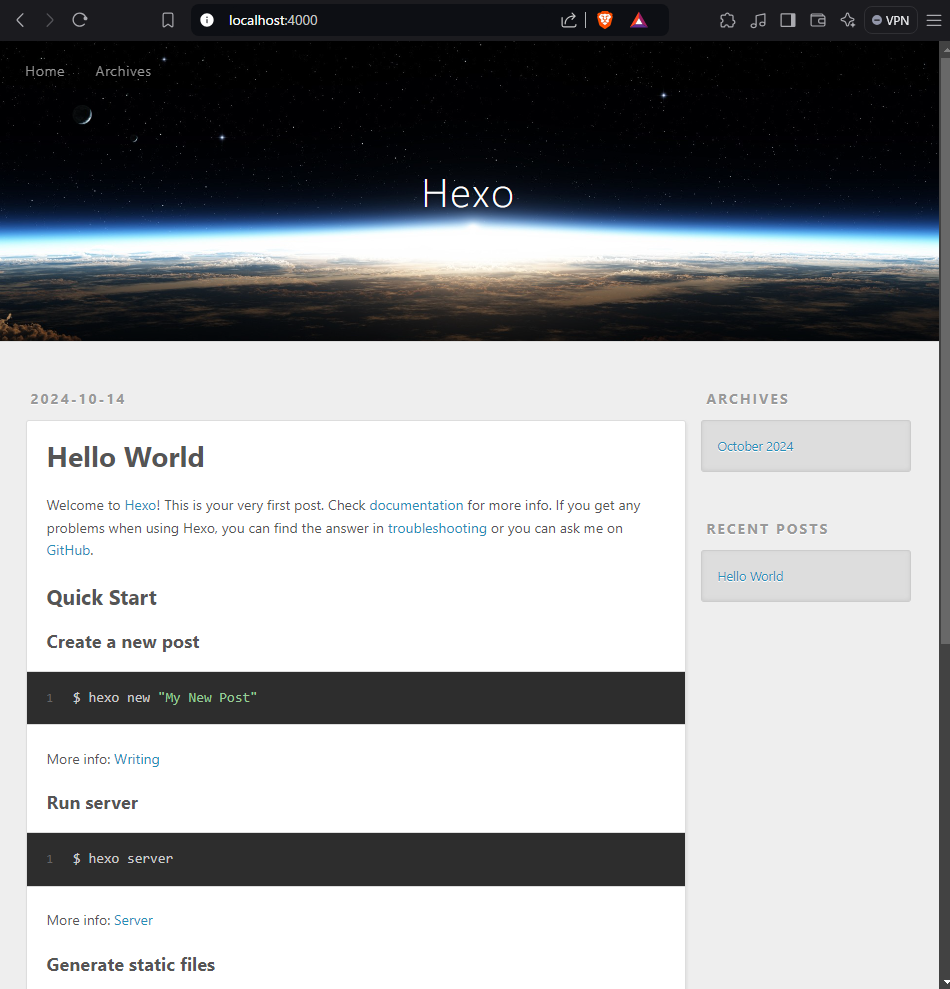 localhost:4000
VPN
Home
Archives
Hexo
2024-10-14
Hello World
Welcome to Hexo! This is your very first post. Check documentation for more info. If you get any
problems when using Hexo, you can find the answer in troubleshooting or you can ask me on
GitHub.
Quick Start
Create a new post
1 $ hexo new "My New Post"
More info: Writing
Run server
1 $ hexo server
More info: Server
Generate static files
ARCHIVES
October 2024
RECENT POSTS
Hello World